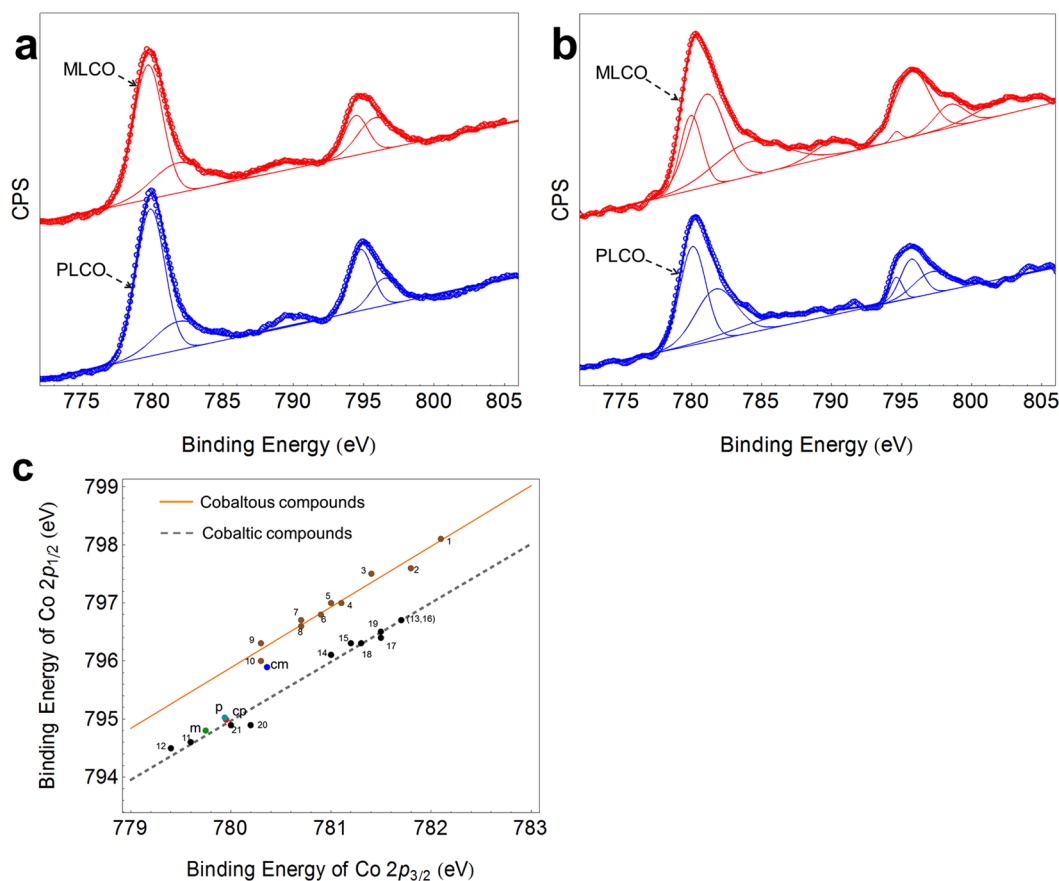 a
MLCO
PLCO
CPS
775 780 785 790 795 800 805
Binding Energy (eV)
b
MLCO
PLCO
CPS
775 780 785 790 795 800 805
Binding Energy (eV)
c
Binding Energy of Co 2p1/2 (eV)
799
798
797
796
795
794
Cobaltous compounds
Cobaltic compounds
1
3 2
5 4
7 6
8 19 (13,16)
9 15 17
10 cm 14 18
p cp
m 21 20
12 11
779 780 781 782 783
Binding Energy of Co 2p3/2 (eV)